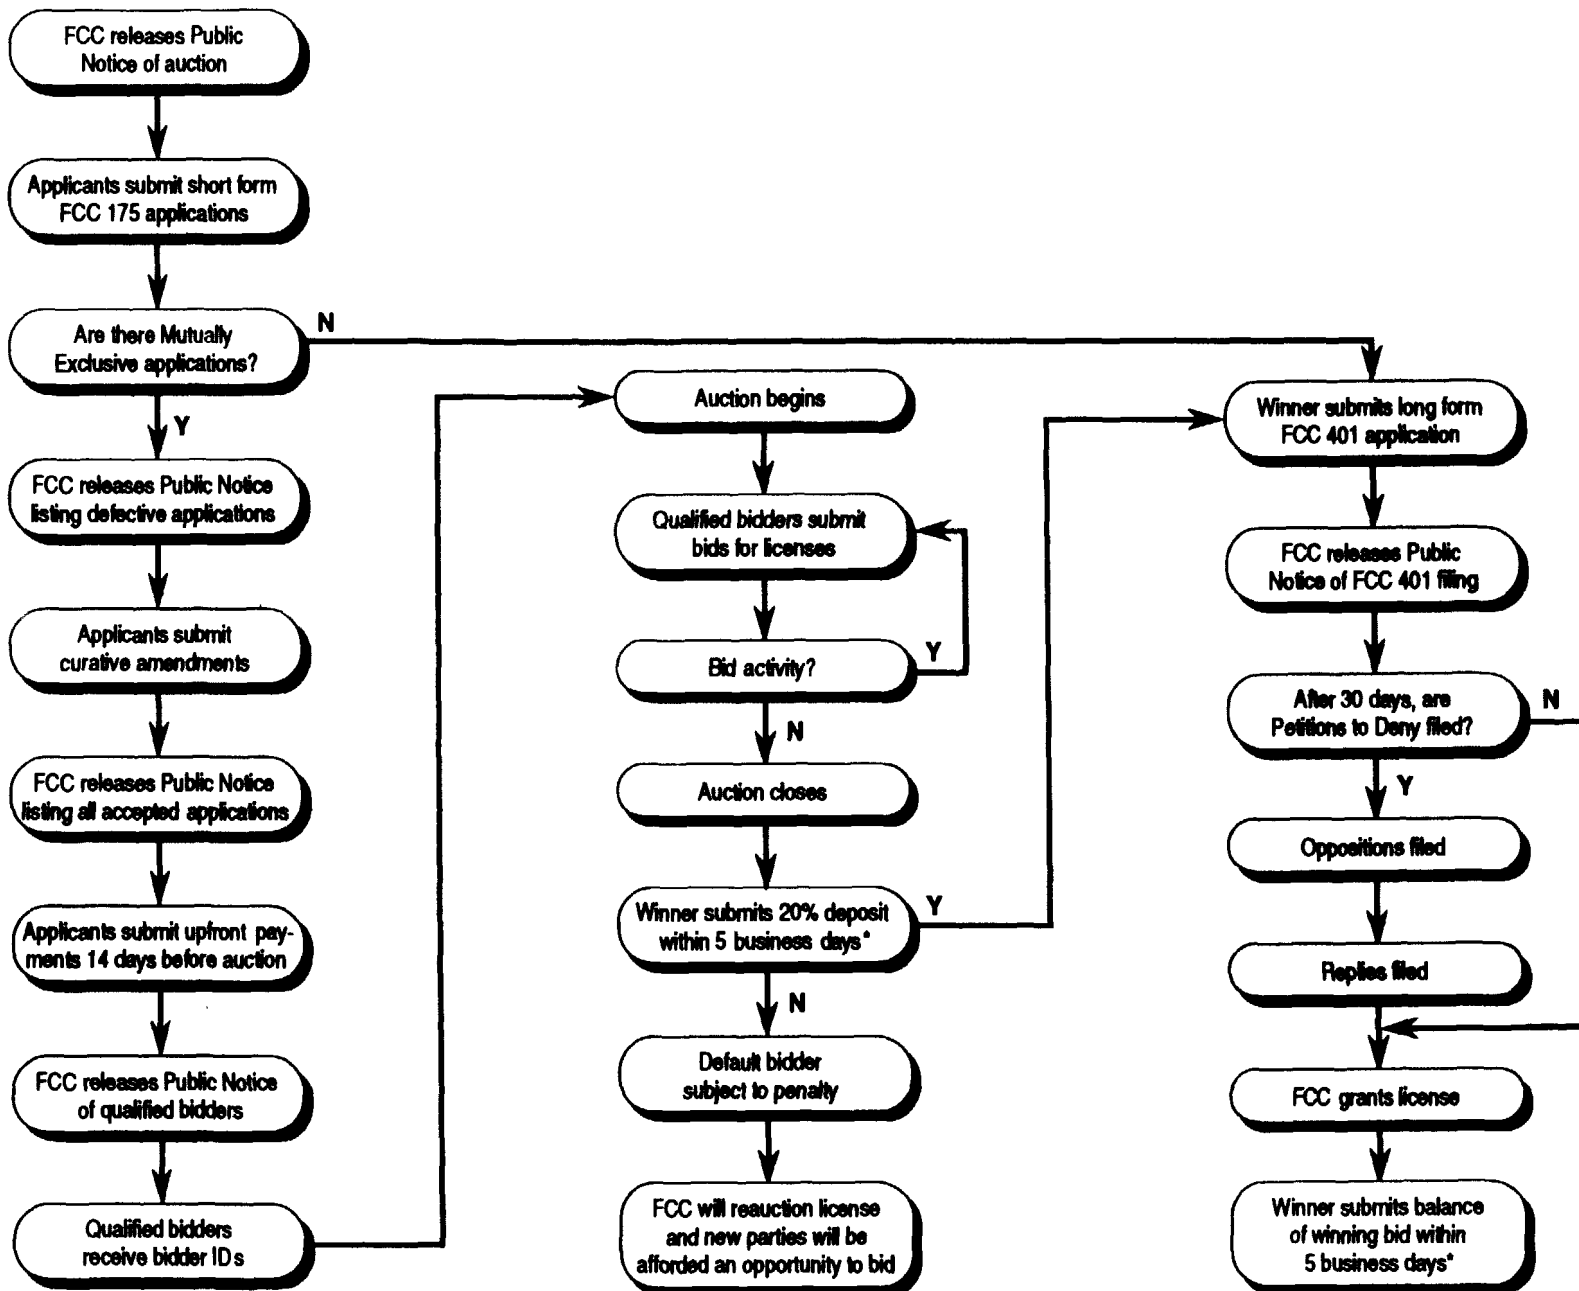 FCC releases Public
Notice of auction
Applicants submit short form
FCC 175 applications
Are there Mutually
Exclusive applications?
N
Y
FCC releases Public Notice
listing defective applications
Applicants submit
curative amendments
FCC releases Public Notice
listing all accepted applications
Applicants submit upfront pay-
ments 14 days before auction
FCC releases Public Notice
of qualified bidders
Qualified bidders
receive bidder IDs
Auction begins
Qualified bidders submit
bids for licenses
Bid activity?
Y
N
Auction closes
Winner submits 20% deposit
within 5 business days*
Y
N
Default bidder
subject to penalty
FCC will reauction license
and new parties will be
afforded an opportunity to bid
Winner submits long form
FCC 401 application
FCC releases Public
Notice of FCC 401 filing
After 30 days, are
Petitions to Deny filed?
N
Y
Oppositions filed
Replies filed
FCC grants license
Winner submits balance
of winning bid within
5 business days*